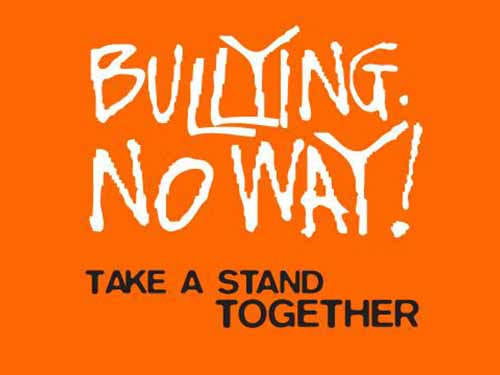 BULLYING.
NO WAY!
TAKE A STAND
TOGETHER